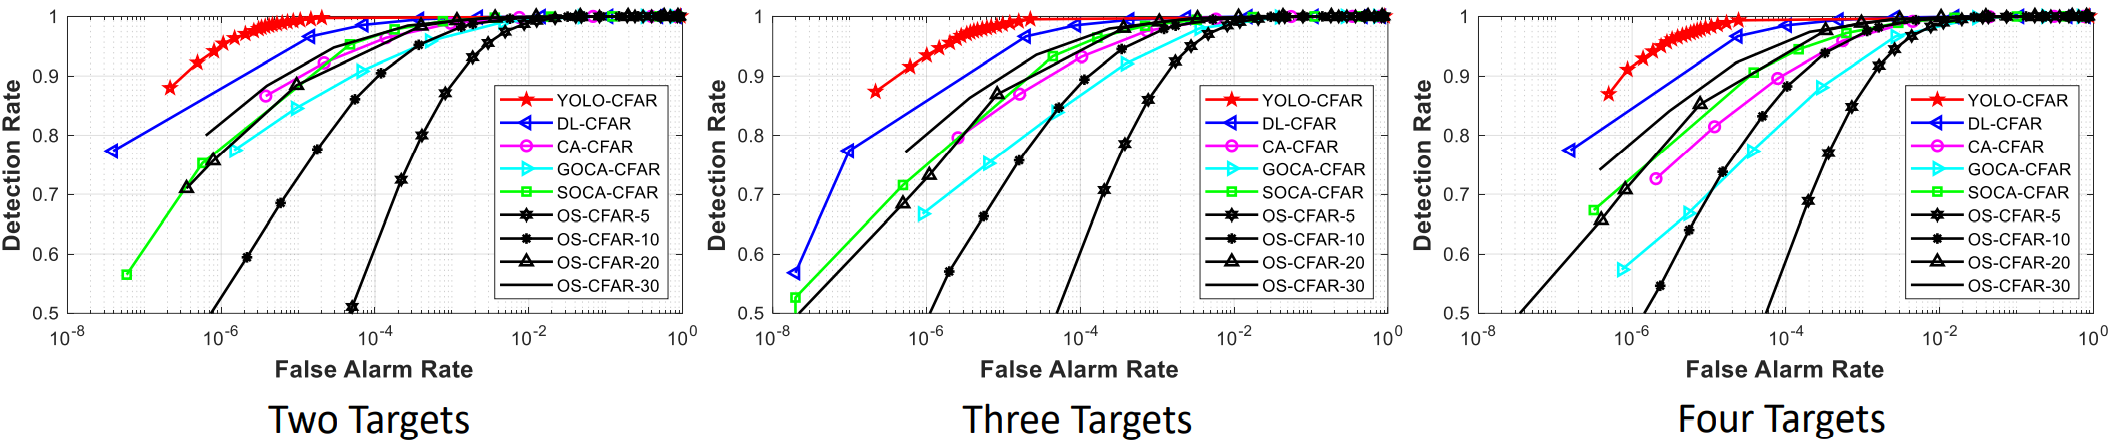 1
0.9
0.8
0.7
0.6
0.5
Detection Rate
10^-8
10^-6
10^-4
10^-2
10^0
False Alarm Rate
YOLO-CFAR
DL-CFAR
CA-CFAR
GOCA-CFAR
SOCA-CFAR
OS-CFAR-5
OS-CFAR-10
OS-CFAR-20
OS-CFAR-30
Two Targets
1
0.9
0.8
0.7
0.6
0.5
Detection Rate
10^-8
10^-6
10^-4
10^-2
10^0
False Alarm Rate
YOLO-CFAR
DL-CFAR
CA-CFAR
GOCA-CFAR
SOCA-CFAR
OS-CFAR-5
OS-CFAR-10
OS-CFAR-20
OS-CFAR-30
Three Targets
1
0.9
0.8
0.7
0.6
0.5
Detection Rate
10^-8
10^-6
10^-4
10^-2
10^0
False Alarm Rate
YOLO-CFAR
DL-CFAR
CA-CFAR
GOCA-CFAR
SOCA-CFAR
OS-CFAR-5
OS-CFAR-10
OS-CFAR-20
OS-CFAR-30
Four Targets